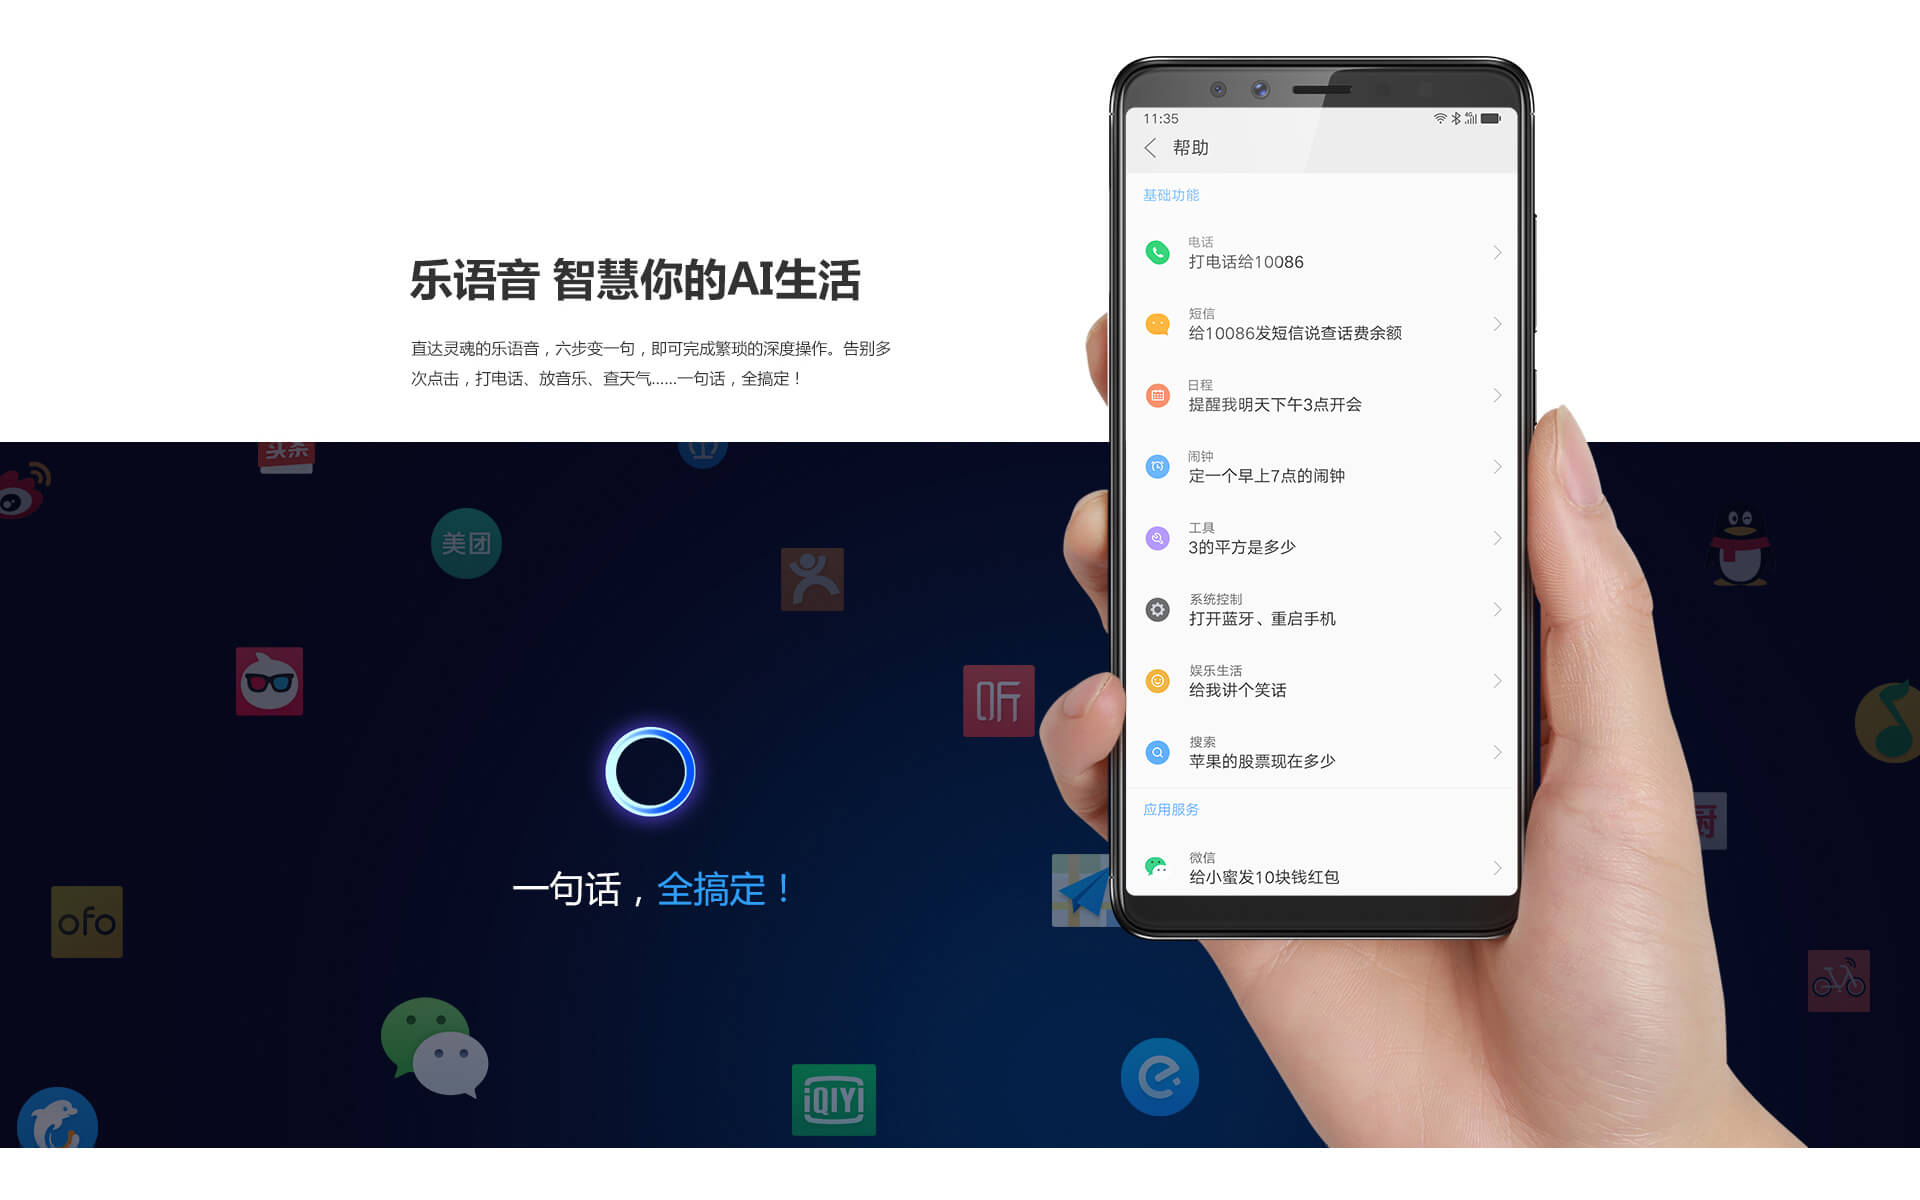 乐语音 智慧你的AI生活
直达灵魂的乐语音，六步变一句，即可完成繁琐的深度操作。告别多
次点击，打电话、放音乐、查天气......一句话，全搞定！
11:35
4G
帮助
基础功能
电话
打电话给10086
短信
给10086发短信说查话费余额
日程
提醒我明天下午3点开会
闹钟
定一个早上7点的闹钟
工具
3的平方是多少
系统控制
打开蓝牙、重启手机
娱乐生活
给我讲个笑话
搜索
苹果的股票现在多少
应用服务
微信
给小蜜发10块钱红包
头条
美团
听
一句话，全搞定！
厨
ofo
iQIYI